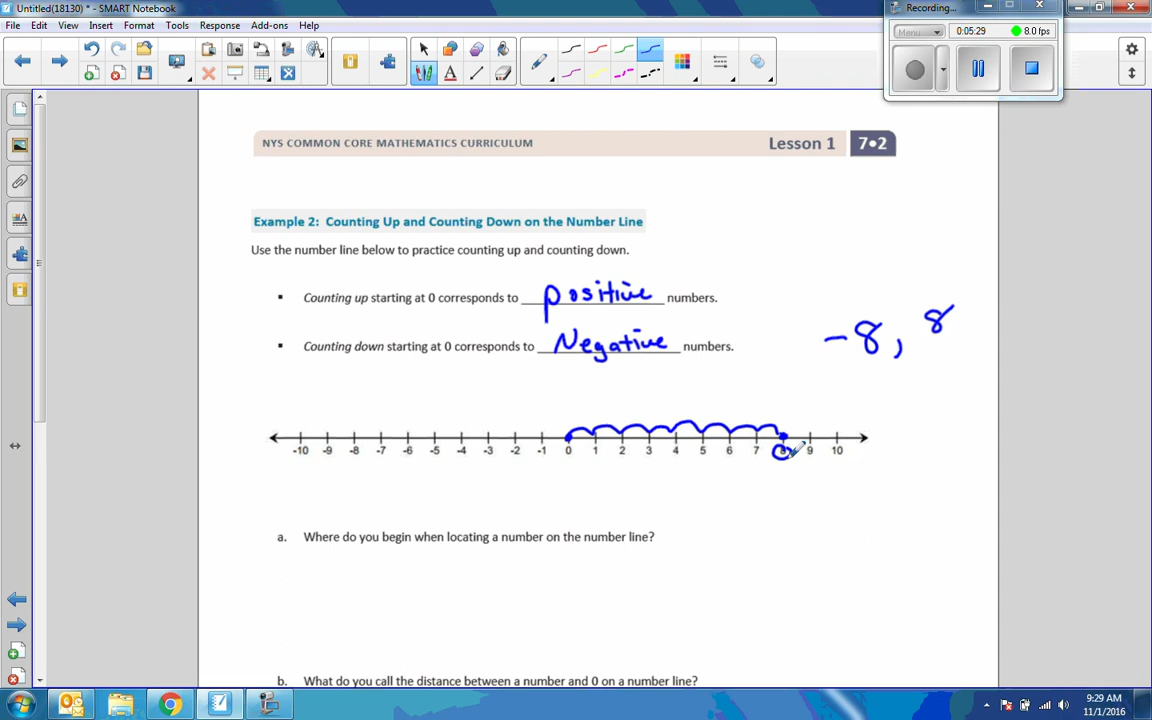 Untitled(18130) * - SMART Notebook
File Edit View Insert Format Tools Response Add-ons Help
Recording...
Menu 0:05:29 8.0 fps
NYS COMMON CORE MATHEMATICS CURRICULUM Lesson 1 7•2
Example 2: Counting Up and Counting Down on the Number Line
Use the number line below to practice counting up and counting down.
▪ Counting up starting at 0 corresponds to positive numbers.
▪ Counting down starting at 0 corresponds to Negative numbers.
-8, 8
-10 -9 -8 -7 -6 -5 -4 -3 -2 -1 0 1 2 3 4 5 6 7 8 9 10
a. Where do you begin when locating a number on the number line?
b. What do you call the distance between a number and 0 on a number line?
9:29 AM
11/1/2016